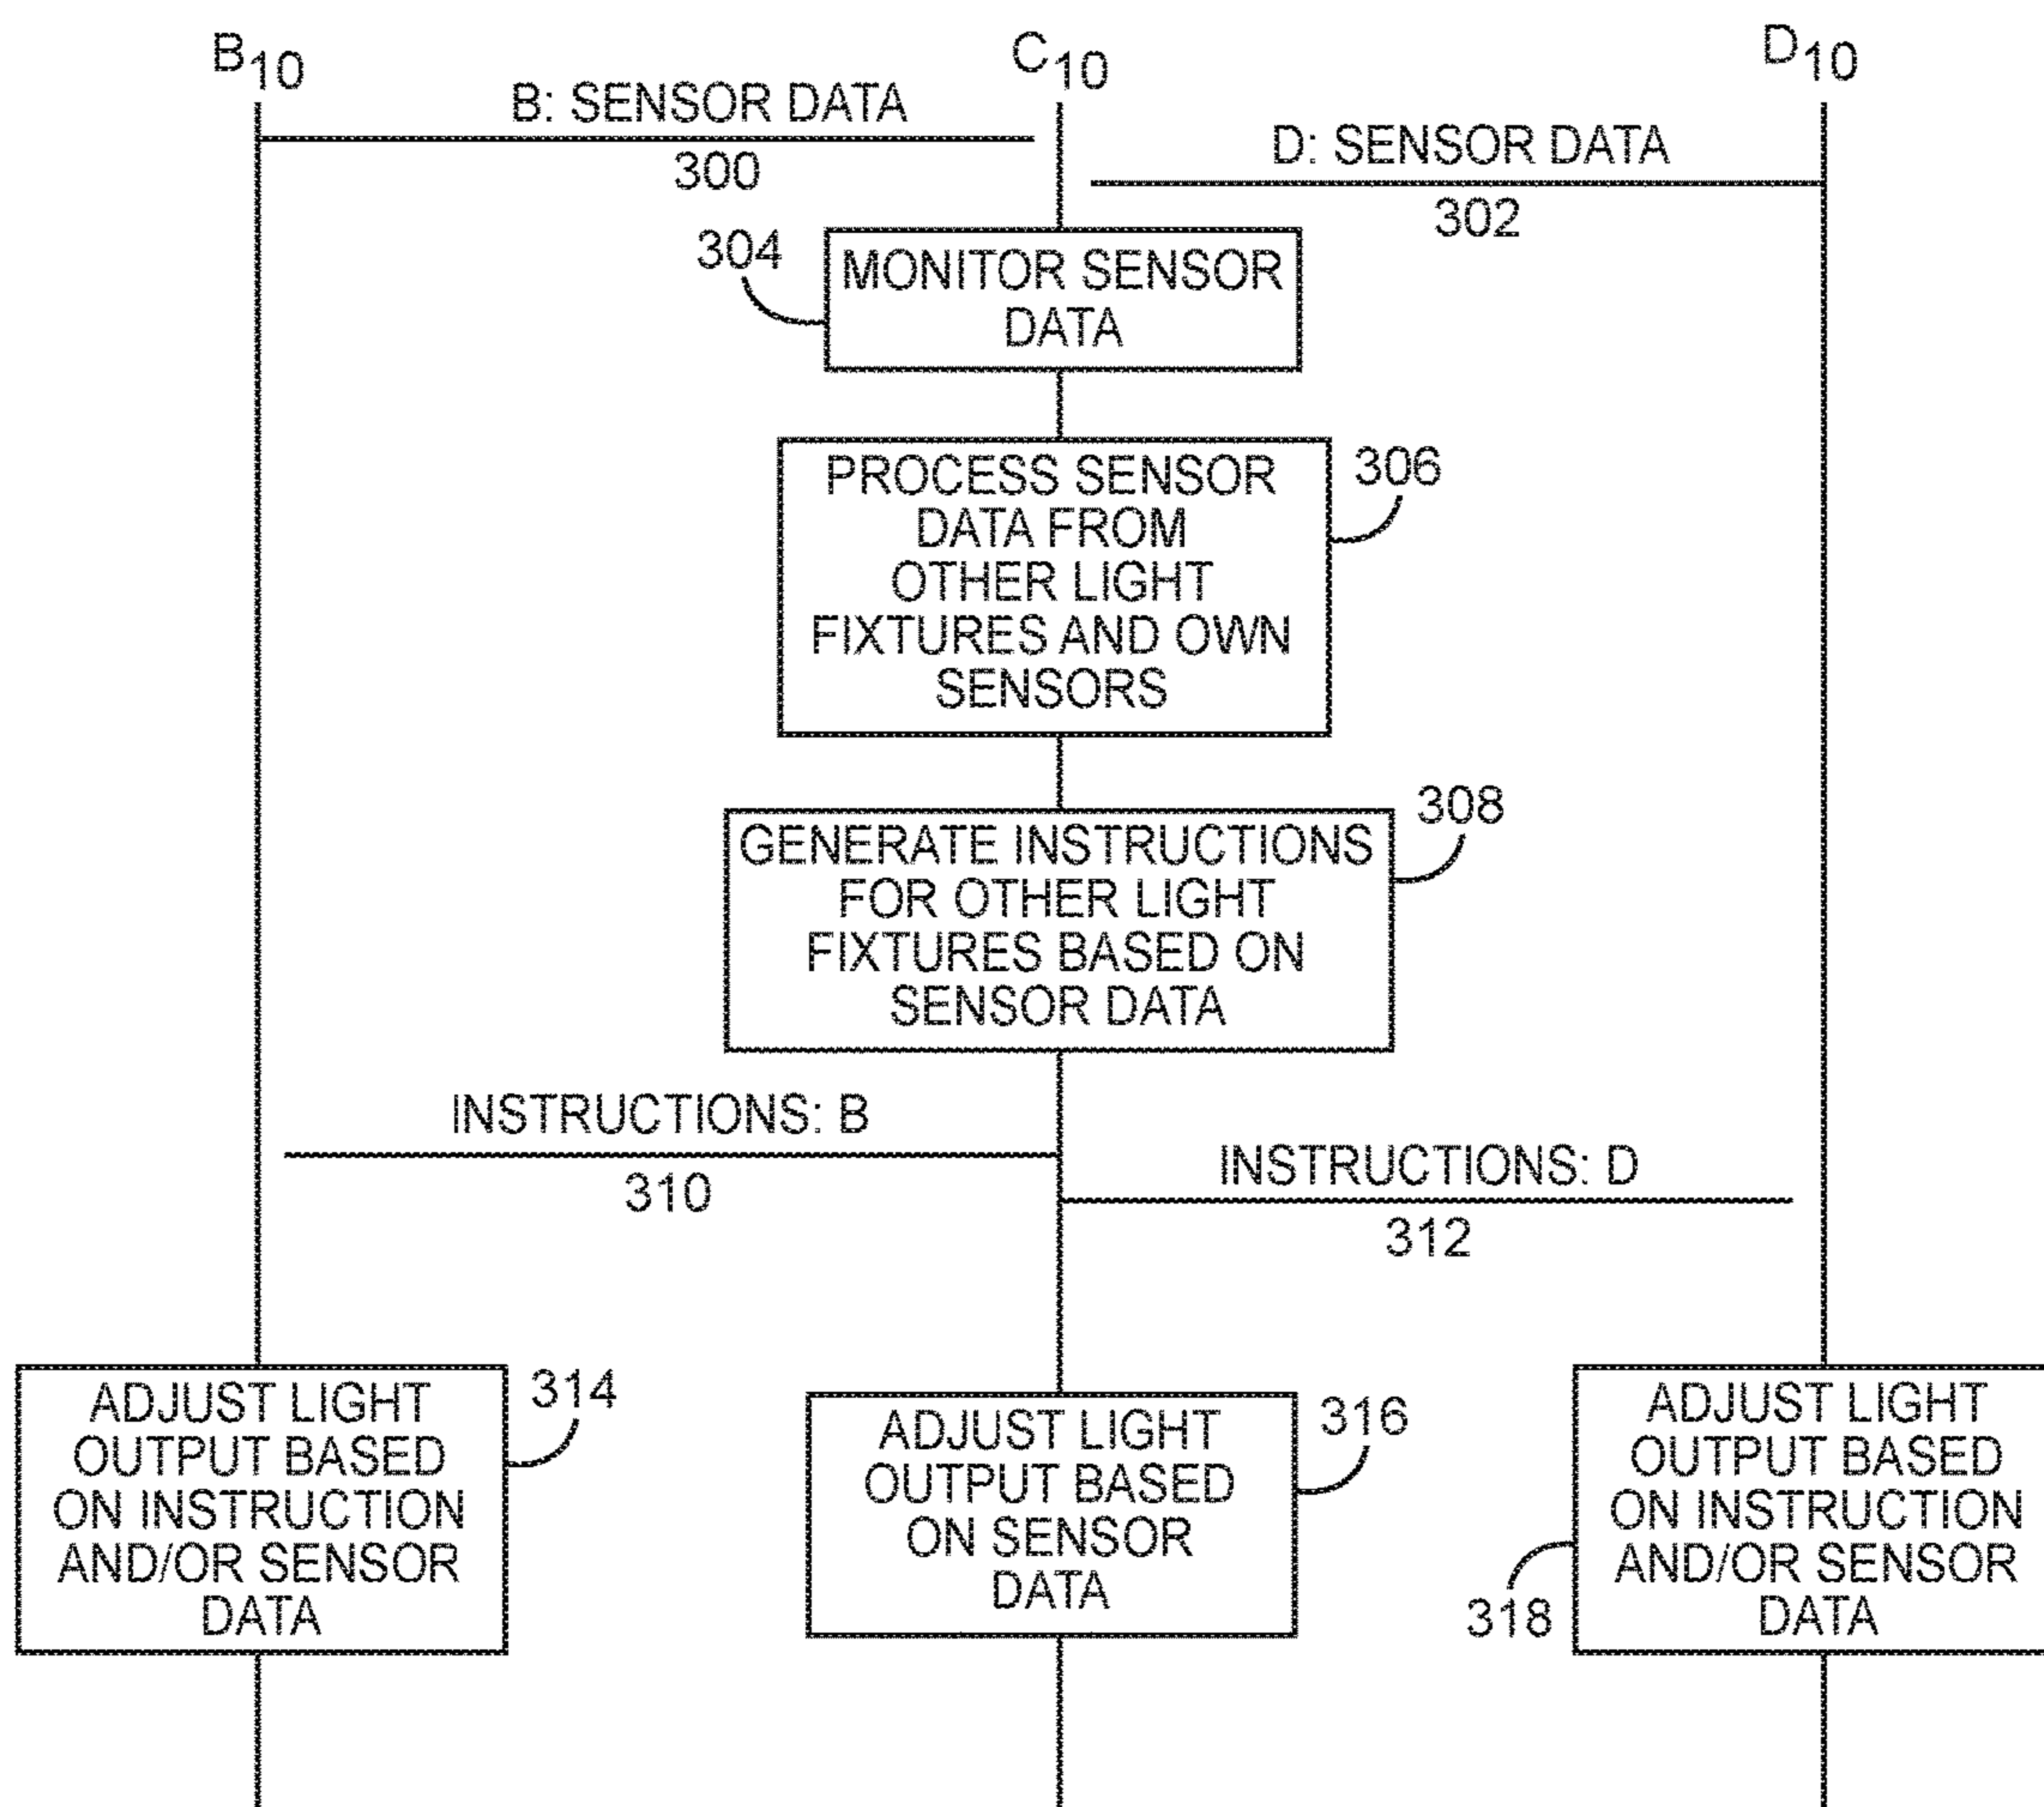 B10
C10
D10
B: SENSOR DATA
300
D: SENSOR DATA
302
304
MONITOR SENSOR
DATA
PROCESS SENSOR
DATA FROM
OTHER LIGHT
FIXTURES AND OWN
SENSORS
306
GENERATE INSTRUCTIONS
FOR OTHER LIGHT
FIXTURES BASED ON
SENSOR DATA
308
INSTRUCTIONS: B
310
INSTRUCTIONS: D
312
ADJUST LIGHT
OUTPUT BASED
ON INSTRUCTION
AND/OR SENSOR
DATA
314
ADJUST LIGHT
OUTPUT BASED
ON SENSOR
DATA
316
ADJUST LIGHT
OUTPUT BASED
ON INSTRUCTION
AND/OR SENSOR
DATA
318